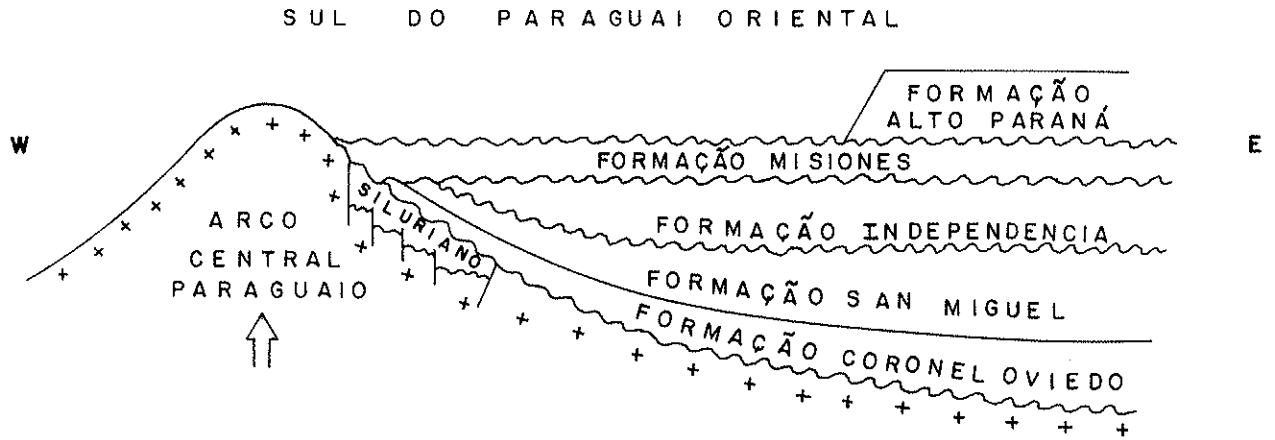 SUL DO PARAGUAI ORIENTAL
FORMAÇÃO
ALTO PARANÁ
W
E
FORMAÇÃO MISIONES
SILURIANO
ARCO
CENTRAL
PARAGUAIO
FORMAÇÃO INDEPENDENCIA
FORMAÇÃO SAN MIGUEL
FORMAÇÃO CORONEL OVIEDO